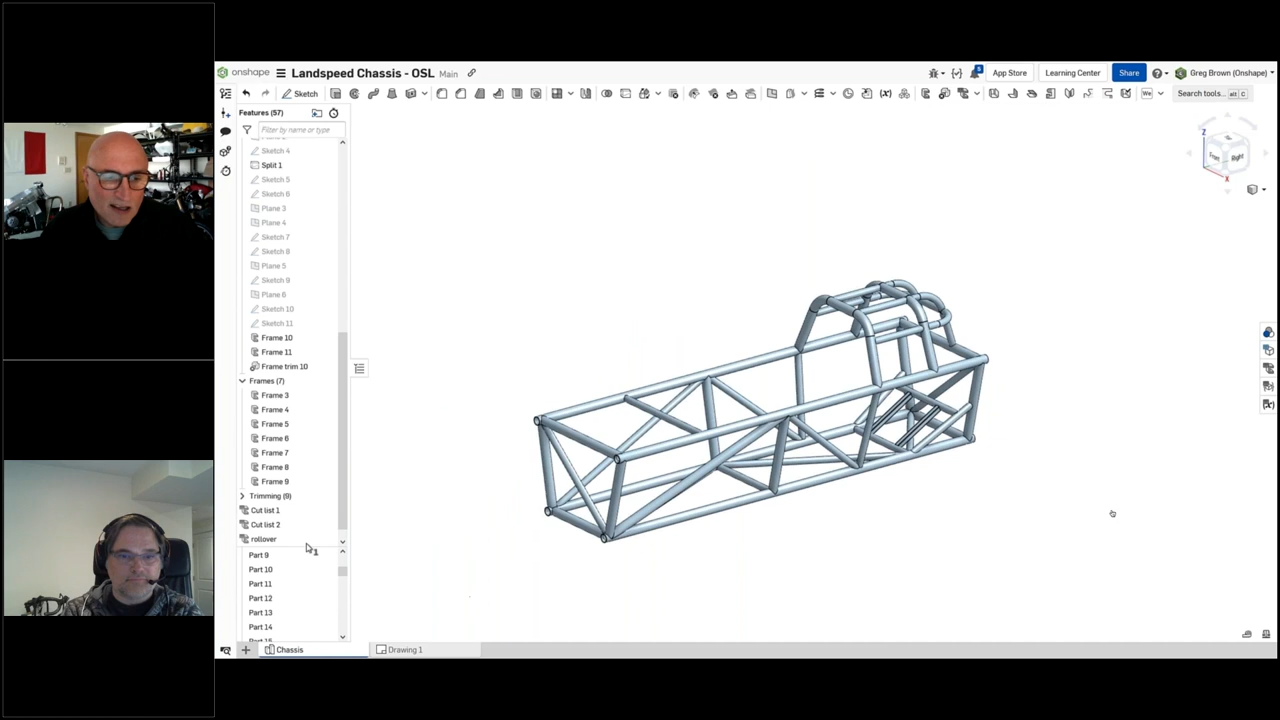 onshape Landspeed Chassis - OSL Main
App Store Learning Center Share Greg Brown (Onshape)
Sketch Search tools... alt C
Features (57)
Filter by name or type
Sketch 4
Split 1
Sketch 5
Sketch 6
Plane 3
Plane 4
Sketch 7
Sketch 8
Plane 5
Sketch 9
Plane 6
Sketch 10
Sketch 11
Frame 10
Frame 11
Frame trim 10
Frames (7)
Frame 3
Frame 4
Frame 5
Frame 6
Frame 7
Frame 8
Frame 9
Trimming (9)
Cut list 1
Cut list 2
rollover
Part 9
Part 10
Part 11
Part 12
Part 13
Part 14
Z
Front Right
X
Chassis Drawing 1